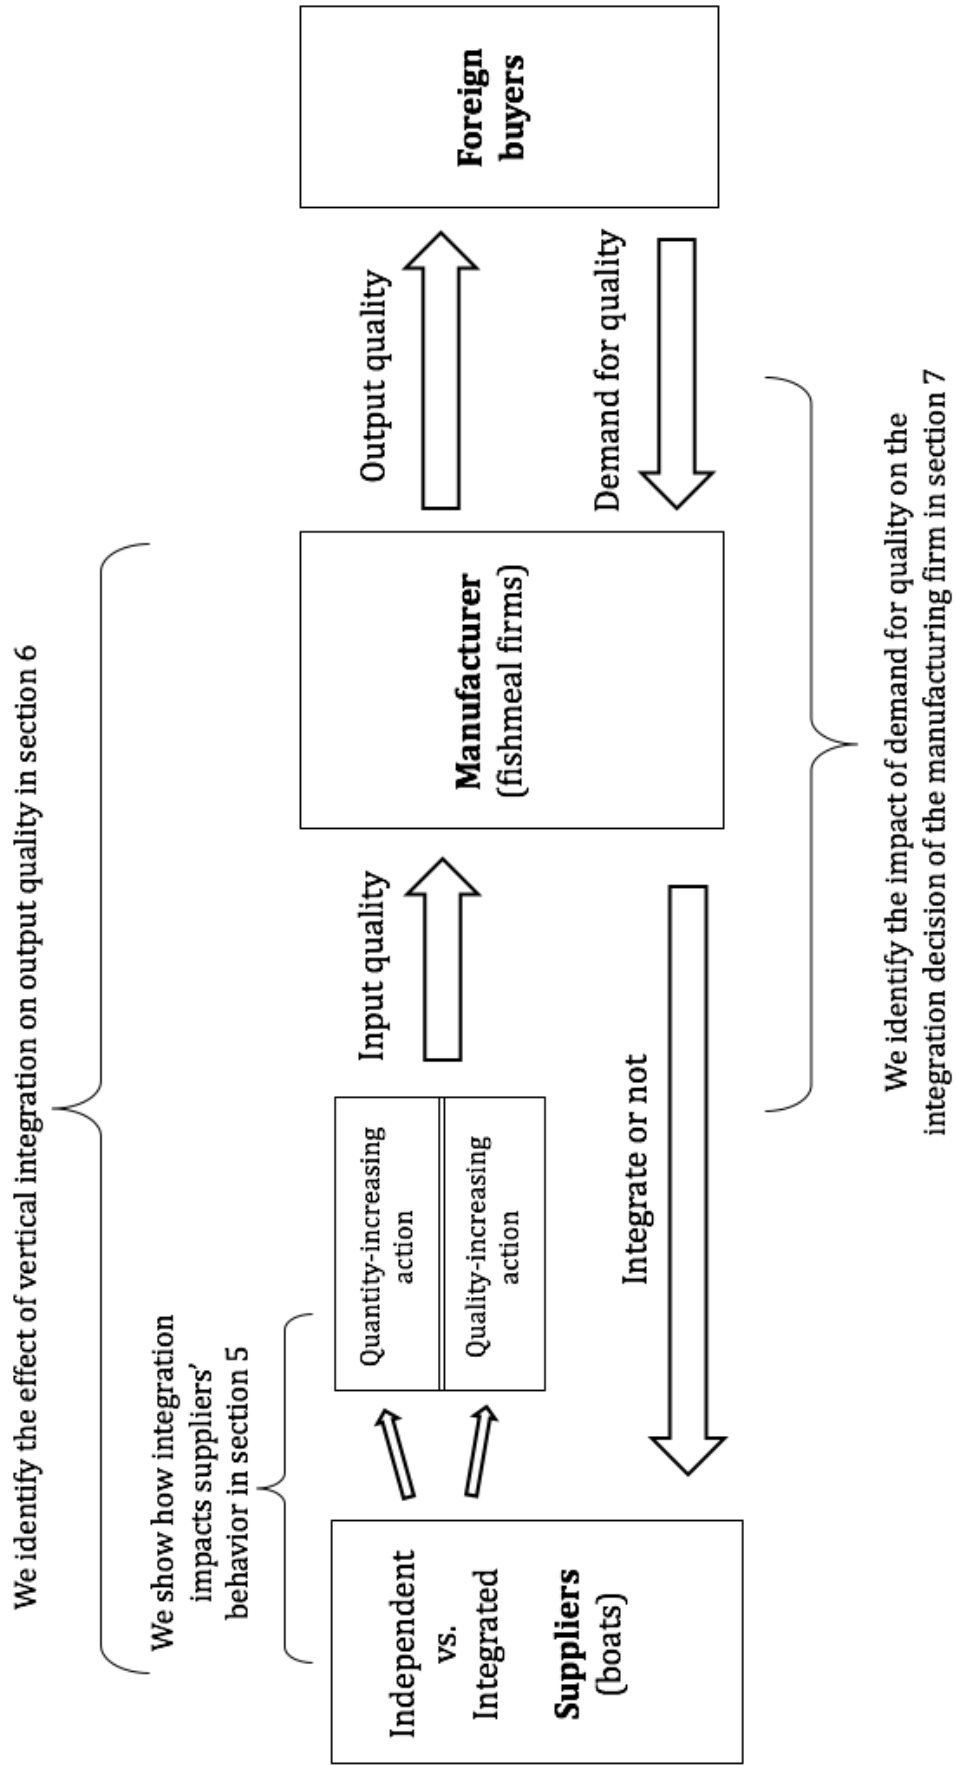 We identify the effect of vertical integration on output quality in section 6
We show how integration
impacts suppliers’
behavior in section 5
Independent
vs.
Integrated
Suppliers
(boats)
Quantity-increasing
action
Quality-increasing
action
Input quality
Integrate or not
Manufacturer
(fishmeal firms)
Output quality
Demand for quality
Foreign
buyers
We identify the impact of demand for quality on the
integration decision of the manufacturing firm in section 7